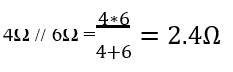 4Ω // 6Ω = 4*6 / 4+6 = 2.4Ω